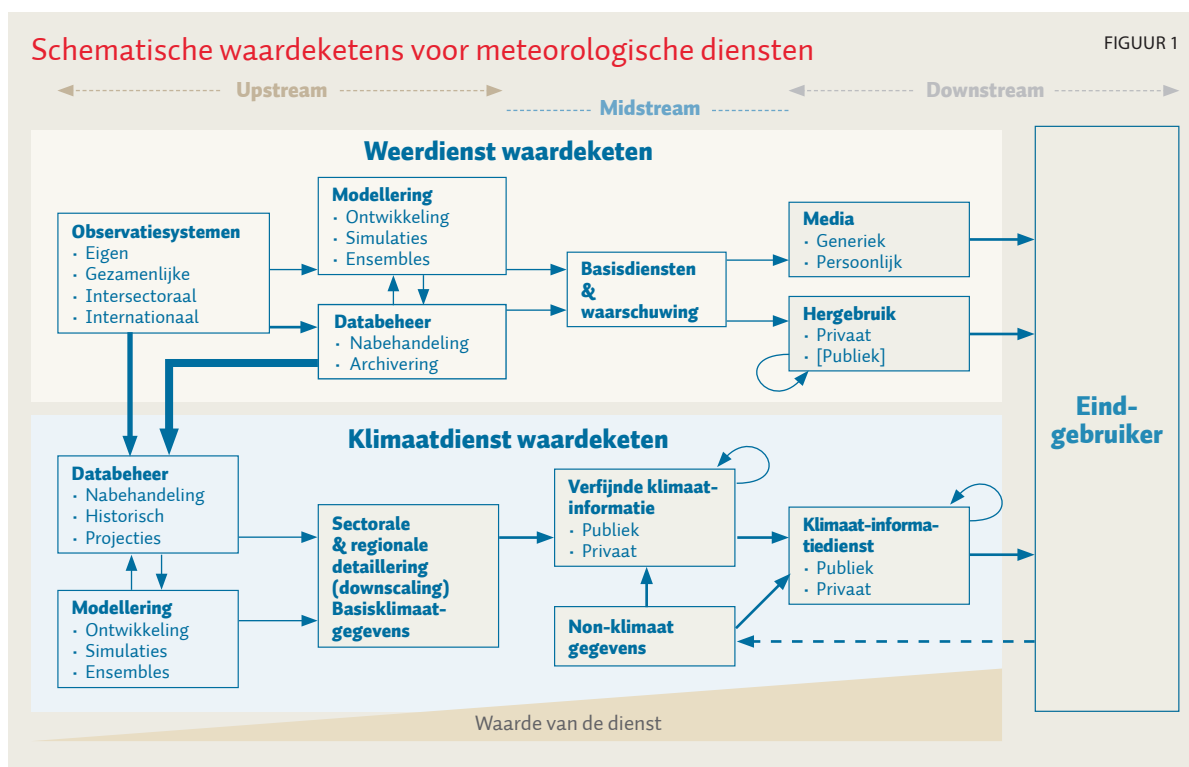 Schematische waardeketens voor meteorologische diensten
FIGUUR 1
Upstream
Midstream
Downstream
Weerdienst waardeketen
Observatiesystemen
· Eigen
· Gezamenlijke
· Intersectoraal
· Internationaal
Modellering
· Ontwikkeling
· Simulaties
· Ensembles
Databeheer
· Nabehandeling
· Archivering
Basisdiensten
&
waarschuwing
Media
· Generiek
· Persoonlijk
Hergebruik
· Privaat
· [Publiek]
Eind-
gebruiker
Klimaatdienst waardeketen
Databeheer
· Nabehandeling
· Historisch
· Projecties
Modellering
· Ontwikkeling
· Simulaties
· Ensembles
Sectorale
& regionale
detaillering
(downscaling)
Basisklimaat-
gegevens
Verfijnde klimaat-
informatie
· Publiek
· Privaat
Non-klimaat
gegevens
Klimaat-informa-
tiedienst
· Publiek
· Privaat
Waarde van de dienst